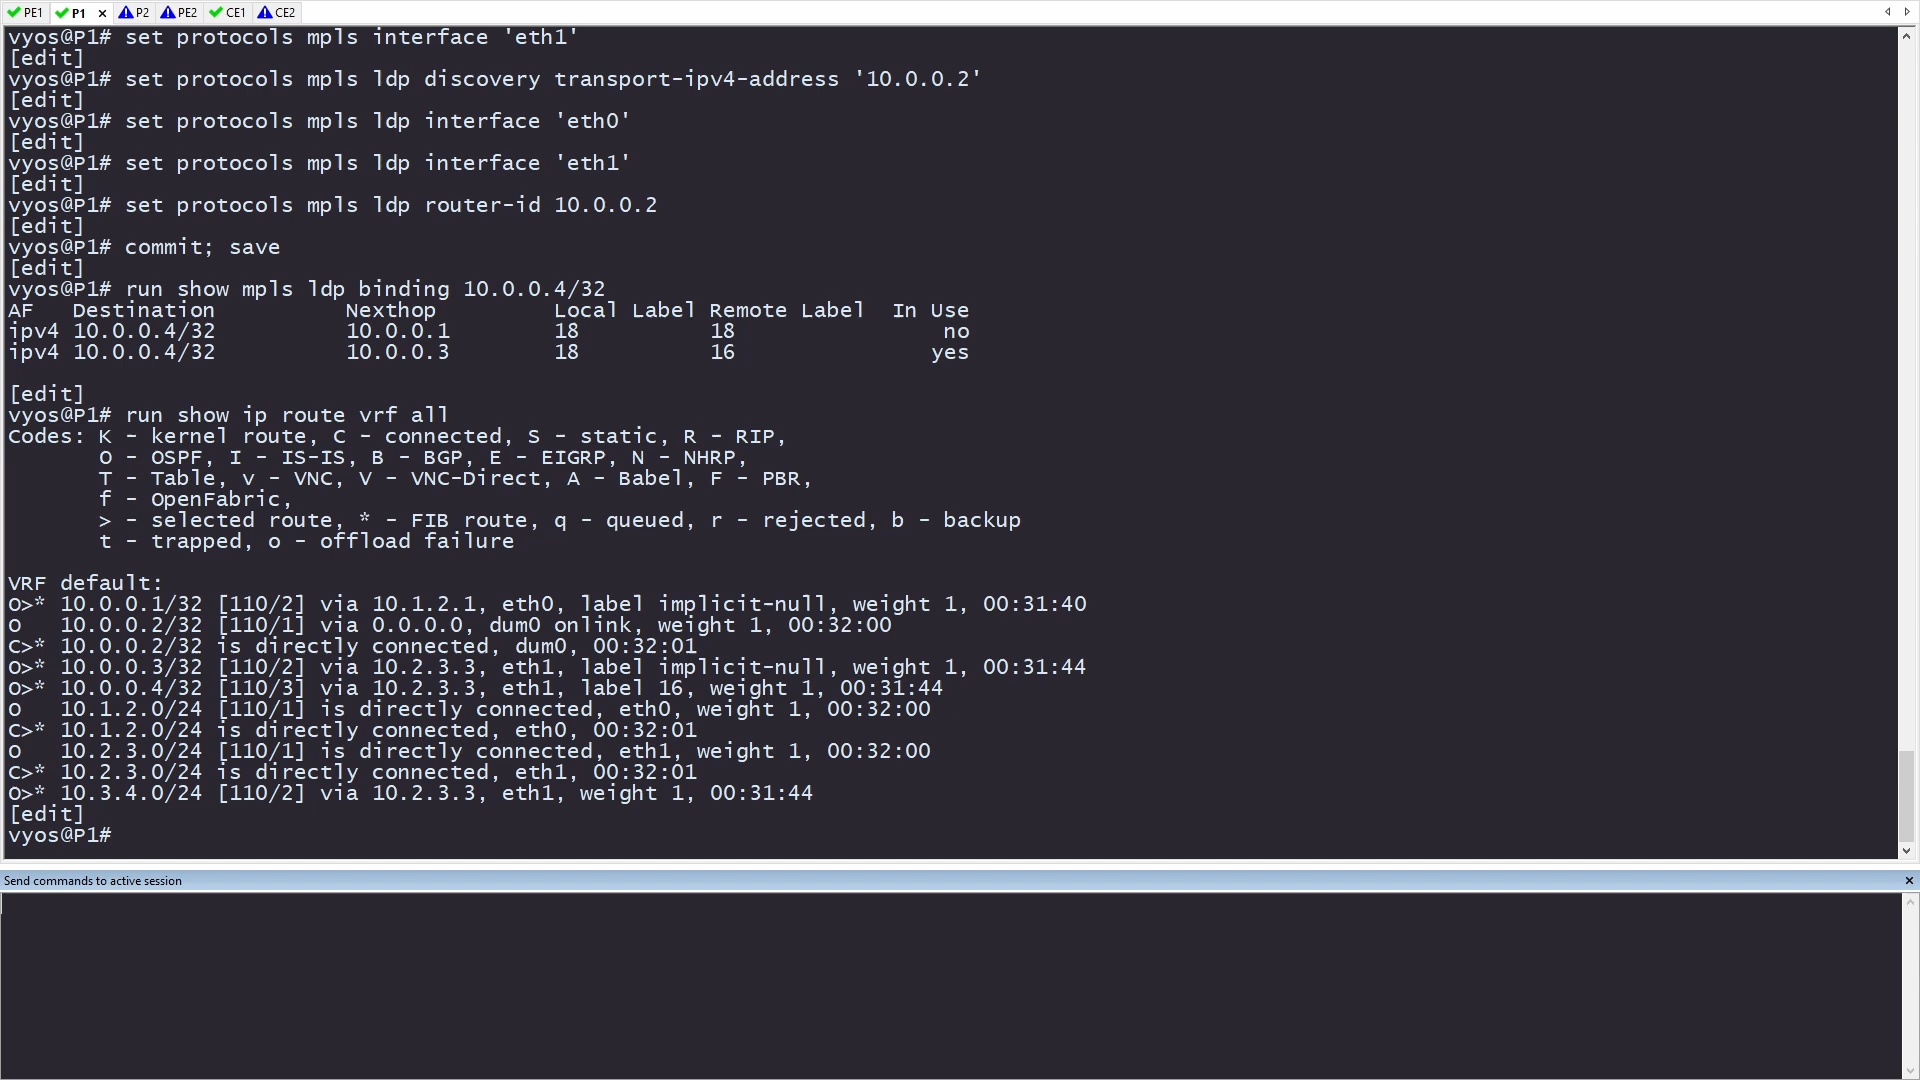 PE1 P1 P2 PE2 CE1 CE2
vyos@P1# set protocols mpls interface 'eth1'
[edit]
vyos@P1# set protocols mpls ldp discovery transport-ipv4-address '10.0.0.2'
[edit]
vyos@P1# set protocols mpls ldp interface 'eth0'
[edit]
vyos@P1# set protocols mpls ldp interface 'eth1'
[edit]
vyos@P1# set protocols mpls ldp router-id 10.0.0.2
[edit]
vyos@P1# commit; save
[edit]
vyos@P1# run show mpls ldp binding 10.0.0.4/32
AF   Destination          Nexthop         Local Label Remote Label  In Use
ipv4 10.0.0.4/32          10.0.0.1        18          18                no
ipv4 10.0.0.4/32          10.0.0.3        18          16               yes
[edit]
vyos@P1# run show ip route vrf all
Codes: K - kernel route, C - connected, S - static, R - RIP,
       O - OSPF, I - IS-IS, B - BGP, E - EIGRP, N - NHRP,
       T - Table, v - VNC, V - VNC-Direct, A - Babel, F - PBR,
       f - OpenFabric,
       > - selected route, * - FIB route, q - queued, r - rejected, b - backup
       t - trapped, o - offload failure
VRF default:
O>* 10.0.0.1/32 [110/2] via 10.1.2.1, eth0, label implicit-null, weight 1, 00:31:40
O   10.0.0.2/32 [110/1] via 0.0.0.0, dum0 onlink, weight 1, 00:32:00
C>* 10.0.0.2/32 is directly connected, dum0, 00:32:01
O>* 10.0.0.3/32 [110/2] via 10.2.3.3, eth1, label implicit-null, weight 1, 00:31:44
O>* 10.0.0.4/32 [110/3] via 10.2.3.3, eth1, label 16, weight 1, 00:31:44
O   10.1.2.0/24 [110/1] is directly connected, eth0, weight 1, 00:32:00
C>* 10.1.2.0/24 is directly connected, eth0, 00:32:01
O   10.2.3.0/24 [110/1] is directly connected, eth1, weight 1, 00:32:00
C>* 10.2.3.0/24 is directly connected, eth1, 00:32:01
O>* 10.3.4.0/24 [110/2] via 10.2.3.3, eth1, weight 1, 00:31:44
[edit]
vyos@P1#
Send commands to active session